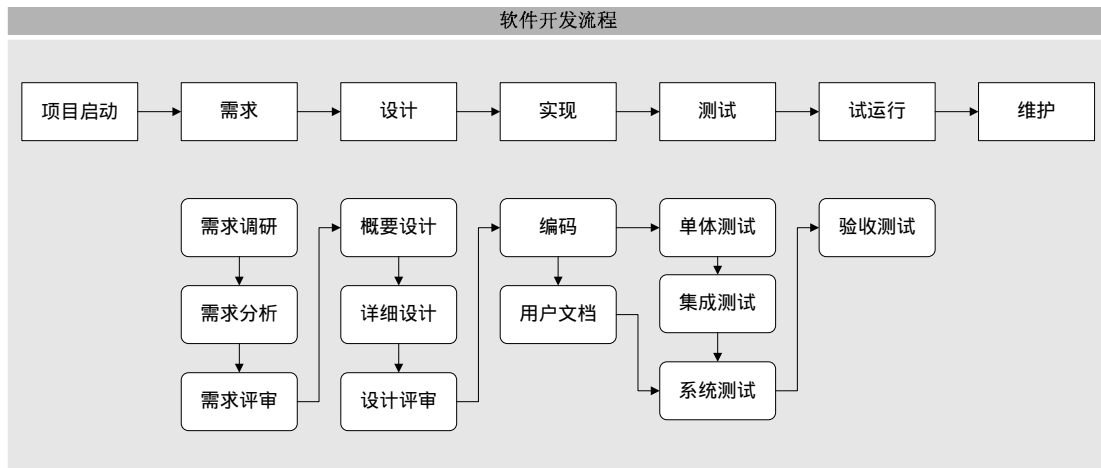 软件开发流程
项目启动
需求
设计
实现
测试
试运行
维护
需求调研
概要设计
编码
单体测试
验收测试
需求分析
详细设计
用户文档
集成测试
需求评审
设计评审
系统测试